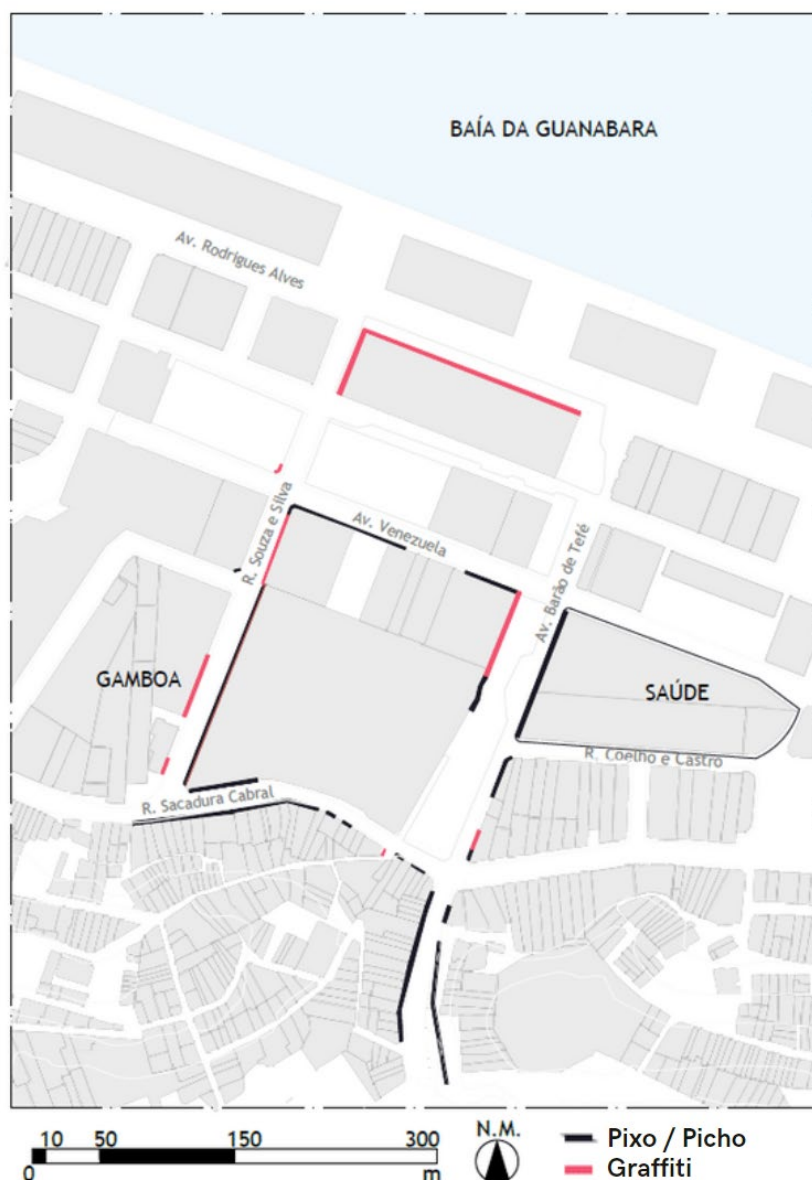 BAÍA DA GUANABARA
Av. Rodrigues Alves
R. Souza e Silva
Av. Venezuela
Av. Barão de Tefé
GAMBOA
SAÚDE
R. Coelho e Castro
R. Sacadura Cabral
10 50 150 300
0 m
N.M.
Pixo / Picho
Graffiti